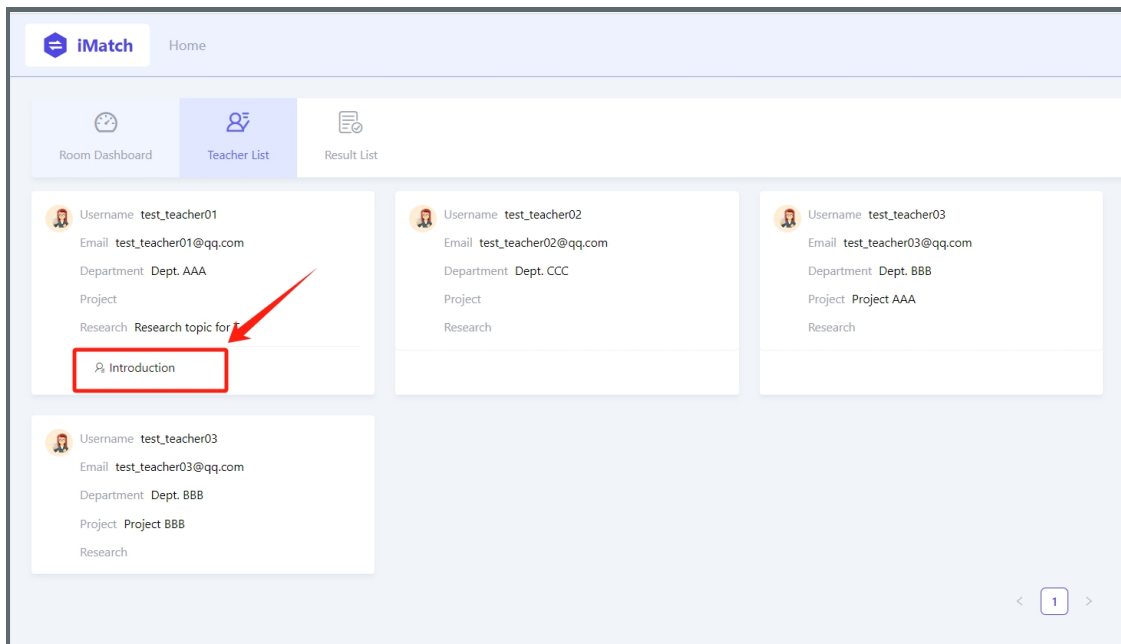 iMatch
Home
Room Dashboard
Teacher List
Result List
Username test_teacher01
Email test_teacher01@qq.com
Department Dept. AAA
Project
Research Research topic for
Introduction
Username test_teacher02
Email test_teacher02@qq.com
Department Dept. CCC
Project
Research
Username test_teacher03
Email test_teacher03@qq.com
Department Dept. BBB
Project Project AAA
Research
Username test_teacher03
Email test_teacher03@qq.com
Department Dept. BBB
Project Project BBB
Research
< 1 >